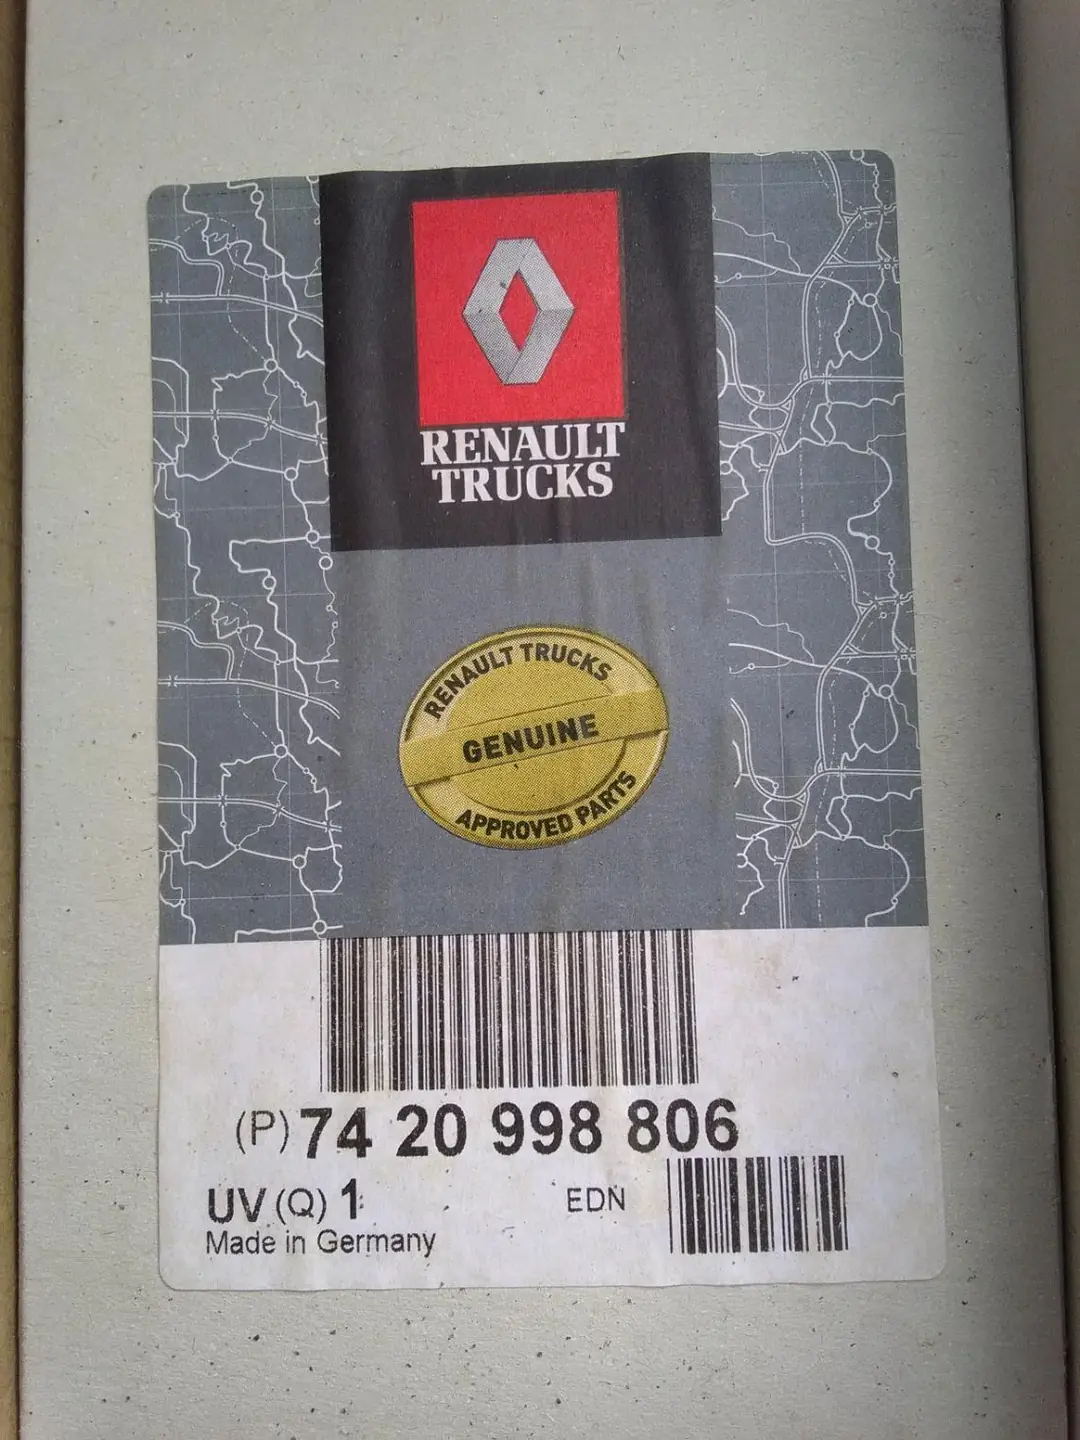 RENAULT
TRUCKS
RENAULT TRUCKS
GENUINE
APPROVED PARTS
(P) 74 20 998 806
UV (Q) 1
EDN
Made in Germany